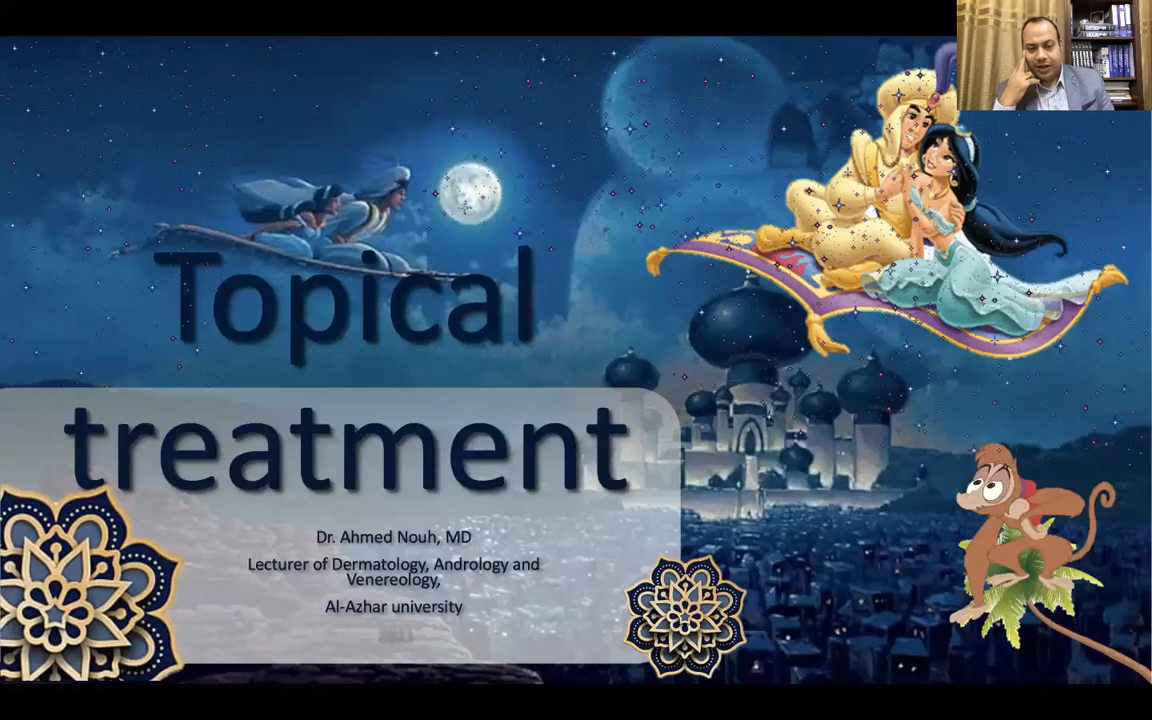 Topical
treatment
Dr. Ahmed Nouh, MD
Lecturer of Dermatology, Andrology and
Venereology,
Al-Azhar university